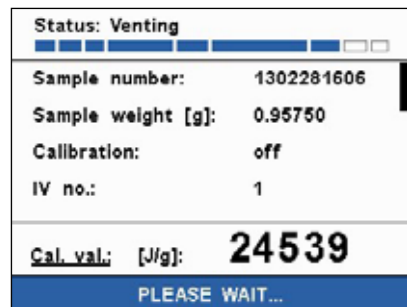 Status: Venting
Sample number: 1302281606
Sample weight [g]: 0.95750
Calibration: off
IV no.: 1
Cal. val.: [J/g]: 24539
PLEASE WAIT...